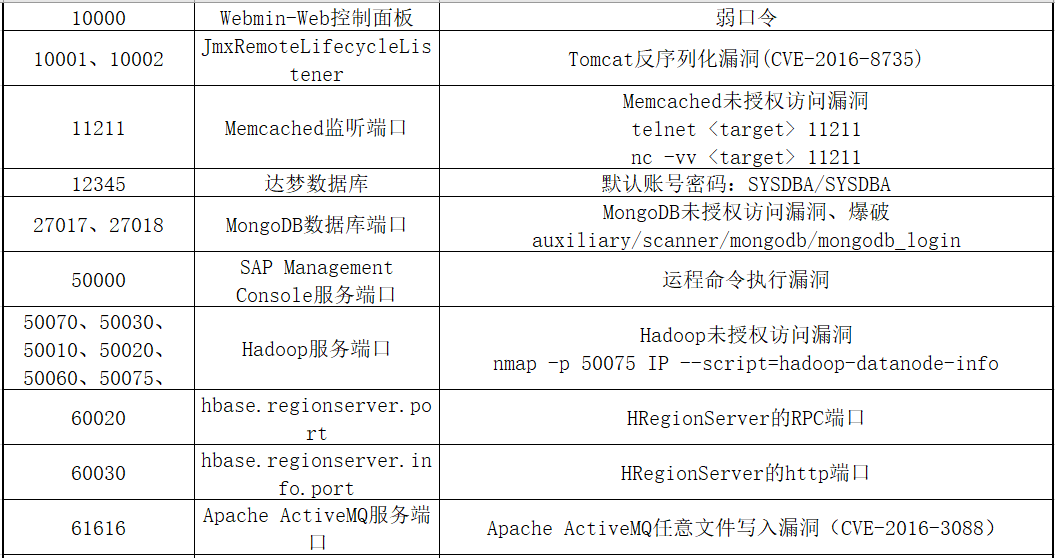 10000 Webmin-Web控制面板 弱口令
10001、10002 JmxRemoteLifecycleLis
tener Tomcat反序列化漏洞(CVE-2016-8735)
11211 Memcached监听端口 Memcached未授权访问漏洞
telnet <target> 11211
nc -vv <target> 11211
12345 达梦数据库 默认账号密码：SYSDBA/SYSDBA
27017、27018 MongoDB数据库端口 MongoDB未授权访问漏洞、爆破
auxiliary/scanner/mongodb/mongodb_login
50000 SAP Management
Console服务端口 运程命令执行漏洞
50070、50030、
50010、50020、
50060、50075、 Hadoop服务端口 Hadoop未授权访问漏洞
nmap -p 50075 IP --script=hadoop-datanode-info
60020 hbase.regionserver.po
rt HRegionServer的RPC端口
60030 hbase.regionserver.in
fo.port HRegionServer的http端口
61616 Apache ActiveMQ服务端
口 Apache ActiveMQ任意文件写入漏洞（CVE-2016-3088）